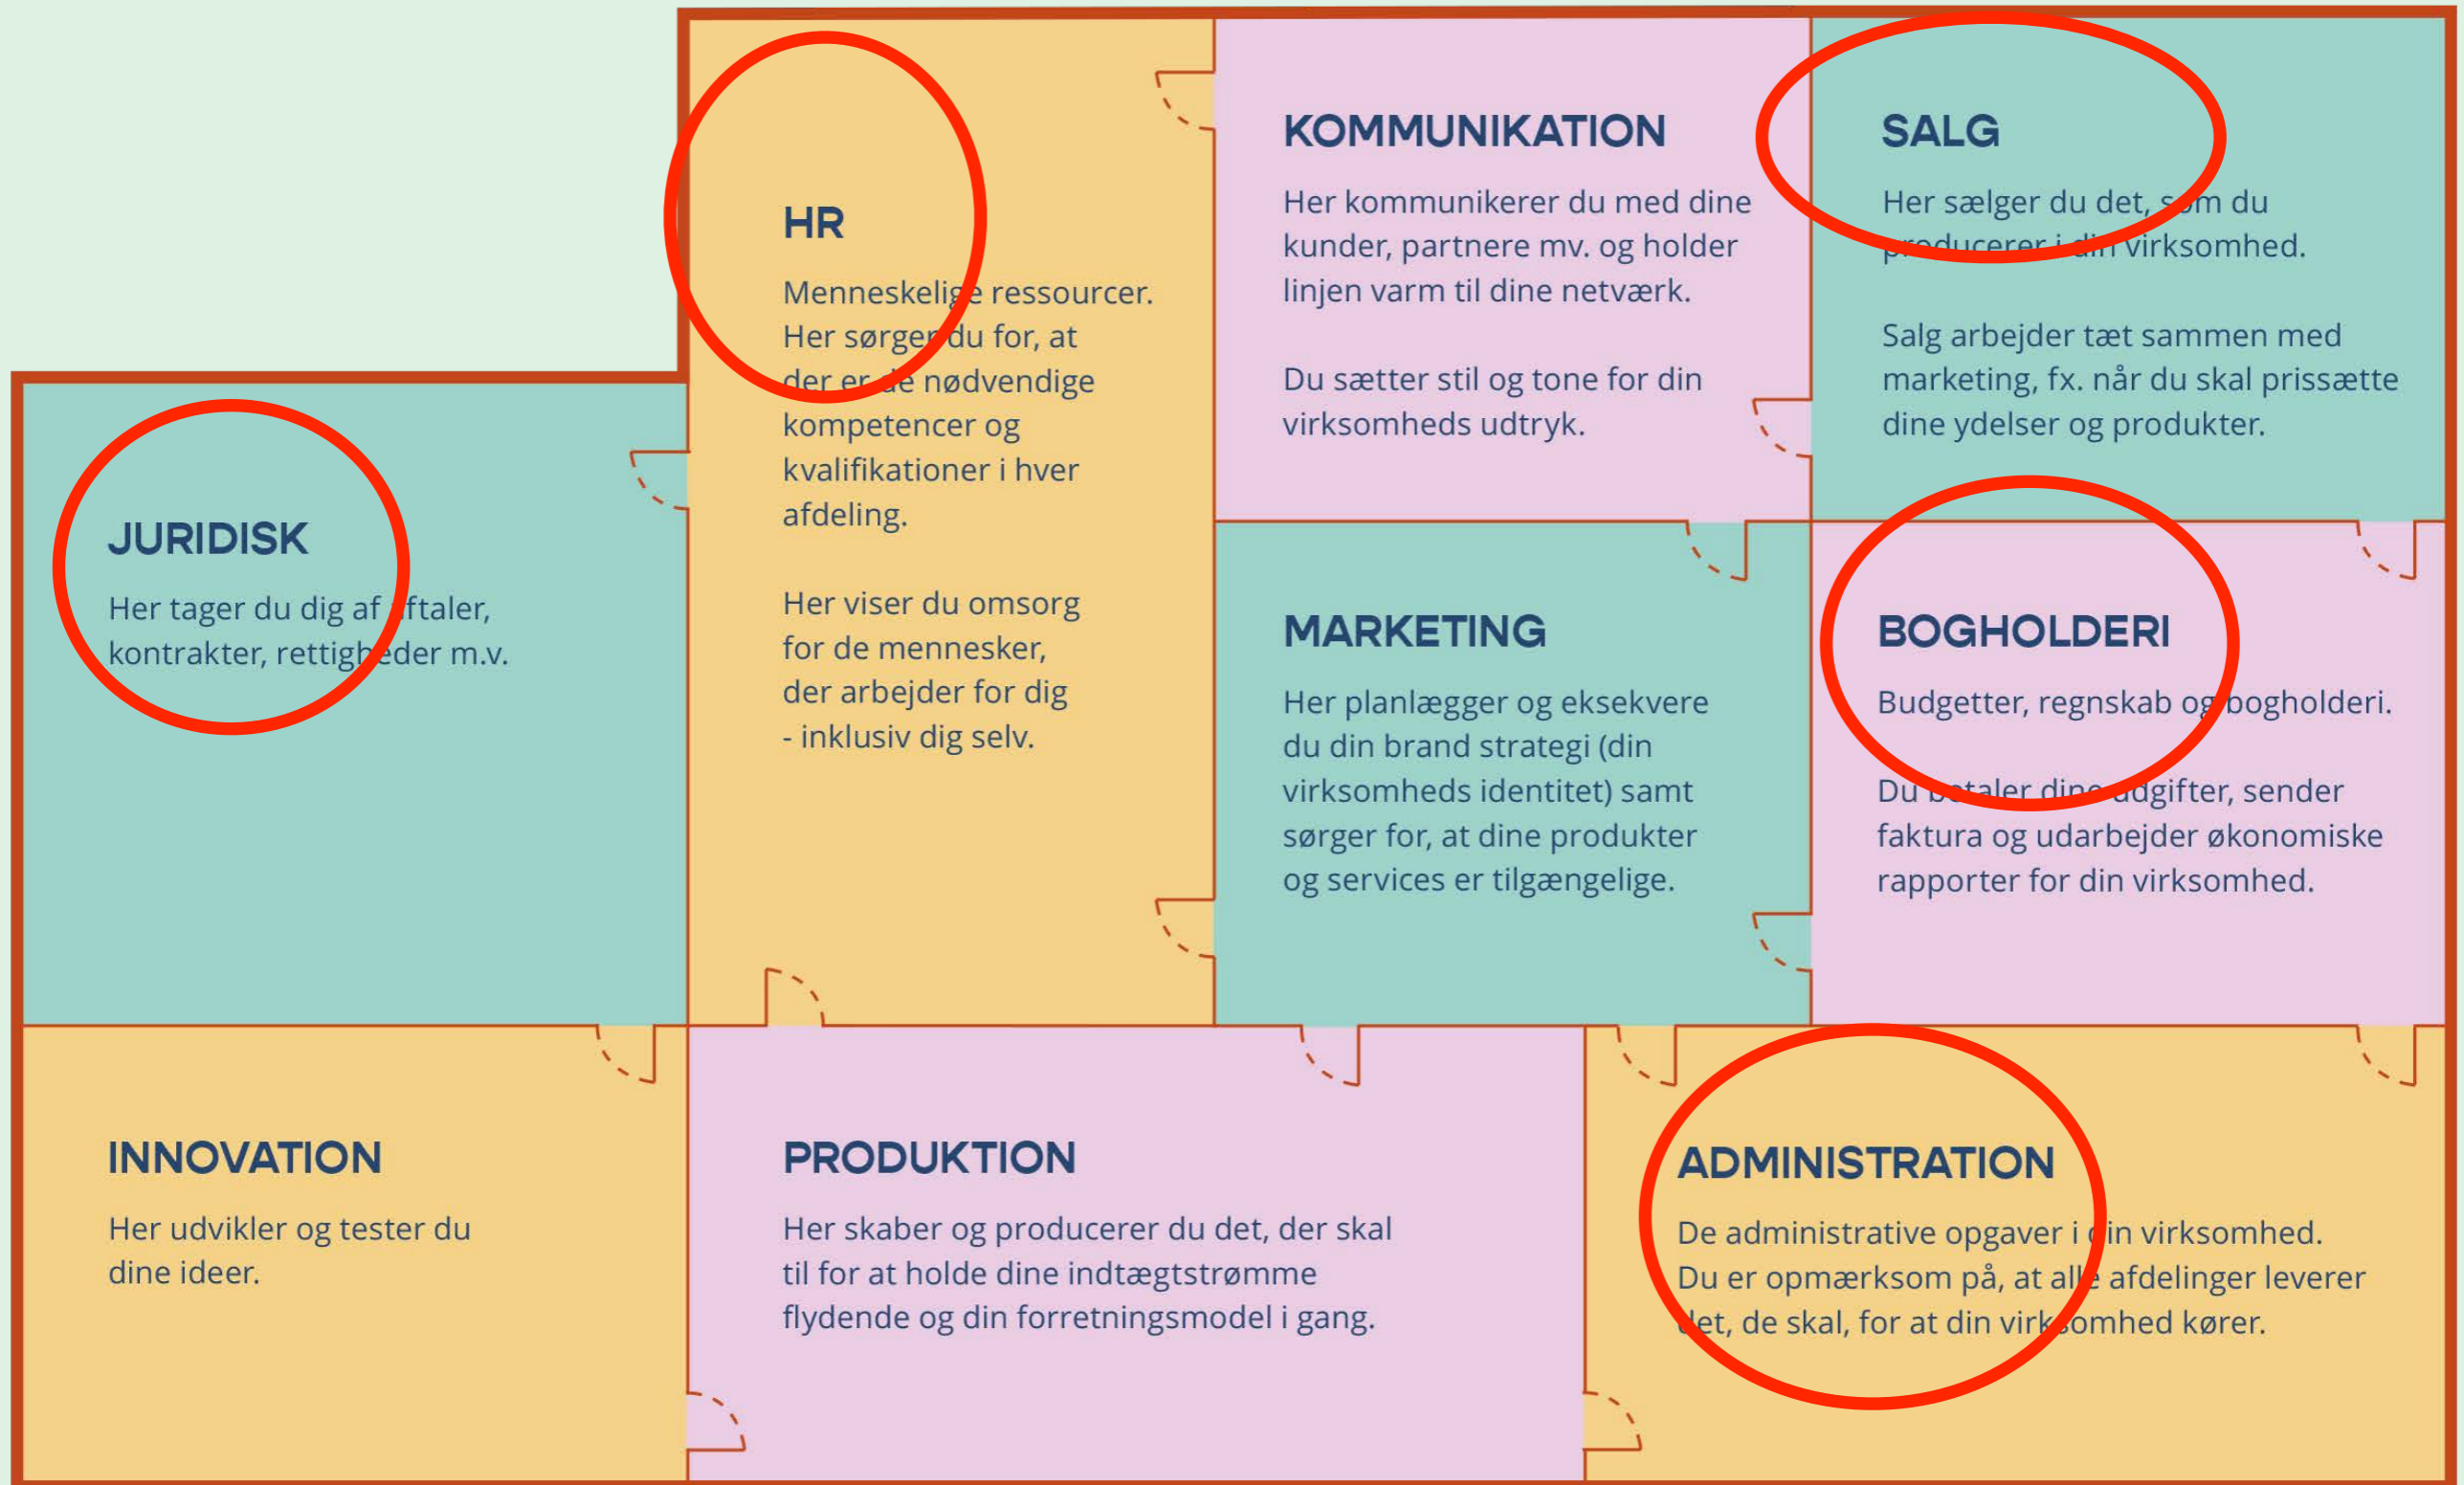 HR
Menneskelige ressourcer.
Her sørger du for, at
der er de nødvendige
kompetencer og
kvalifikationer i hver
afdeling.
Her viser du omsorg
for de mennesker,
der arbejder for dig
- inklusiv dig selv.
KOMMUNIKATION
Her kommunikerer du med dine
kunder, partnere mv. og holder
linjen varm til dine netværk.
Du sætter stil og tone for din
virksomheds udtryk.
SALG
Her sælger du det, som du
producerer i din virksomhed.
Salg arbejder tæt sammen med
marketing, fx. når du skal prissætte
dine ydelser og produkter.
JURIDISK
Her tager du dig af aftaler,
kontrakter, rettigheder m.v.
MARKETING
Her planlægger og eksekvere
du din brand strategi (din
virksomheds identitet) samt
sørger for, at dine produkter
og services er tilgængelige.
BOGHOLDERI
Budgetter, regnskab og bogholderi.
Du betaler dine udgifter, sender
faktura og udarbejder økonomiske
rapporter for din virksomhed.
INNOVATION
Her udvikler og tester du
dine ideer.
PRODUKTION
Her skaber og producerer du det, der skal
til for at holde dine indtægtstrømme
flydende og din forretningsmodel i gang.
ADMINISTRATION
De administrative opgaver i din virksomhed.
Du er opmærksom på, at alle afdelinger leverer
det, de skal, for at din virksomhed kører.